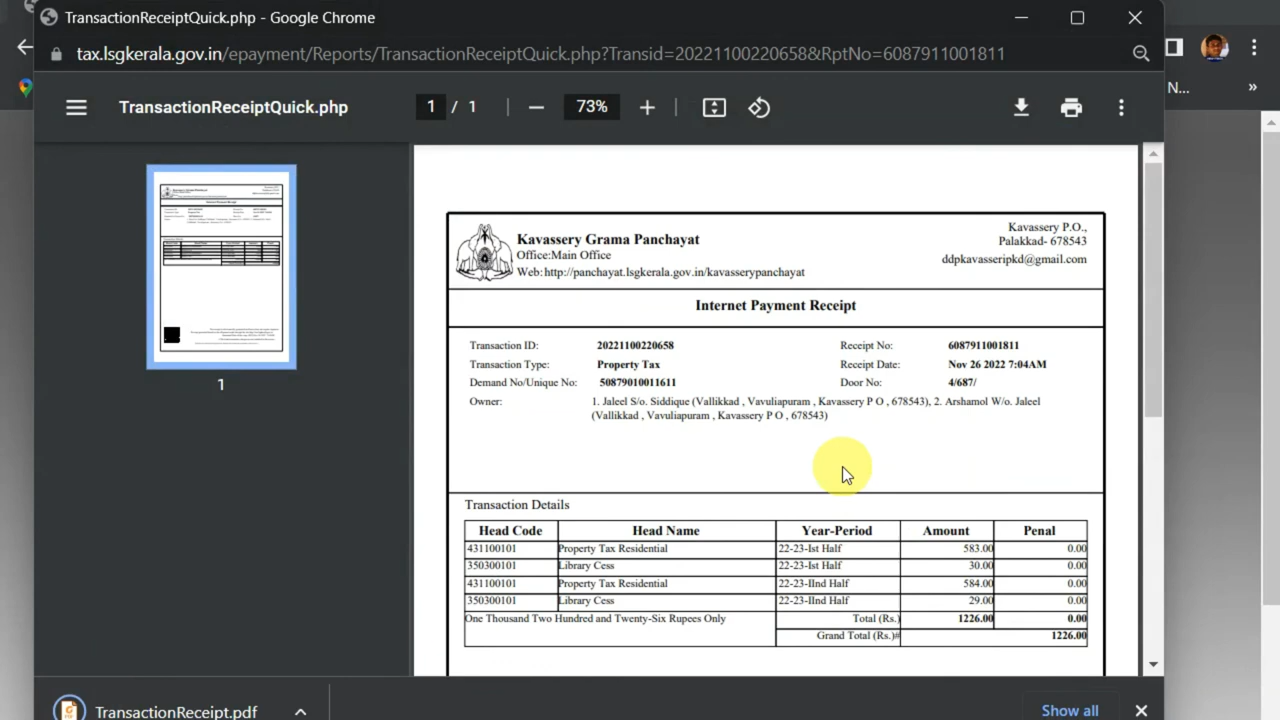 TransactionReceiptQuick.php - Google Chrome
tax.lsgkerala.gov.in/epayment/Reports/TransactionReceiptQuick.php?Transid=20221100220658&RptNo=6087911001811
N...
»
TransactionReceiptQuick.php
1 / 1
73%
1
Kavassery Grama Panchayat
Office:Main Office
Web: http://panchayat.lsgkerala.gov.in/kavasserypanchayat
Kavassery P.O.,
Palakkad- 678543
ddpkavasseripkd@gmail.com
Internet Payment Receipt
Transaction ID: 20221100220658 Receipt No: 6087911001811
Transaction Type: Property Tax Receipt Date: Nov 26 2022 7:04AM
Demand No/Unique No: 50879010011611 Door No: 4/687/
Owner: 1. Jaleel S/o. Siddique (Vallikkad , Vavuliapuram , Kavassery P O , 678543), 2. Arshamol W/o. Jaleel
(Vallikkad , Vavuliapuram , Kavassery P O , 678543)
Transaction Details
Head Code Head Name Year-Period Amount Penal
431100101 Property Tax Residential 22-23-Ist Half 583.00 0.00
350300101 Library Cess 22-23-Ist Half 30.00 0.00
431100101 Property Tax Residential 22-23-IInd Half 584.00 0.00
350300101 Library Cess 22-23-IInd Half 29.00 0.00
One Thousand Two Hundred and Twenty-Six Rupees Only Total (Rs.) 1226.00 0.00
Grand Total (Rs.)# 1226.00
TransactionReceipt.pdf
Show all